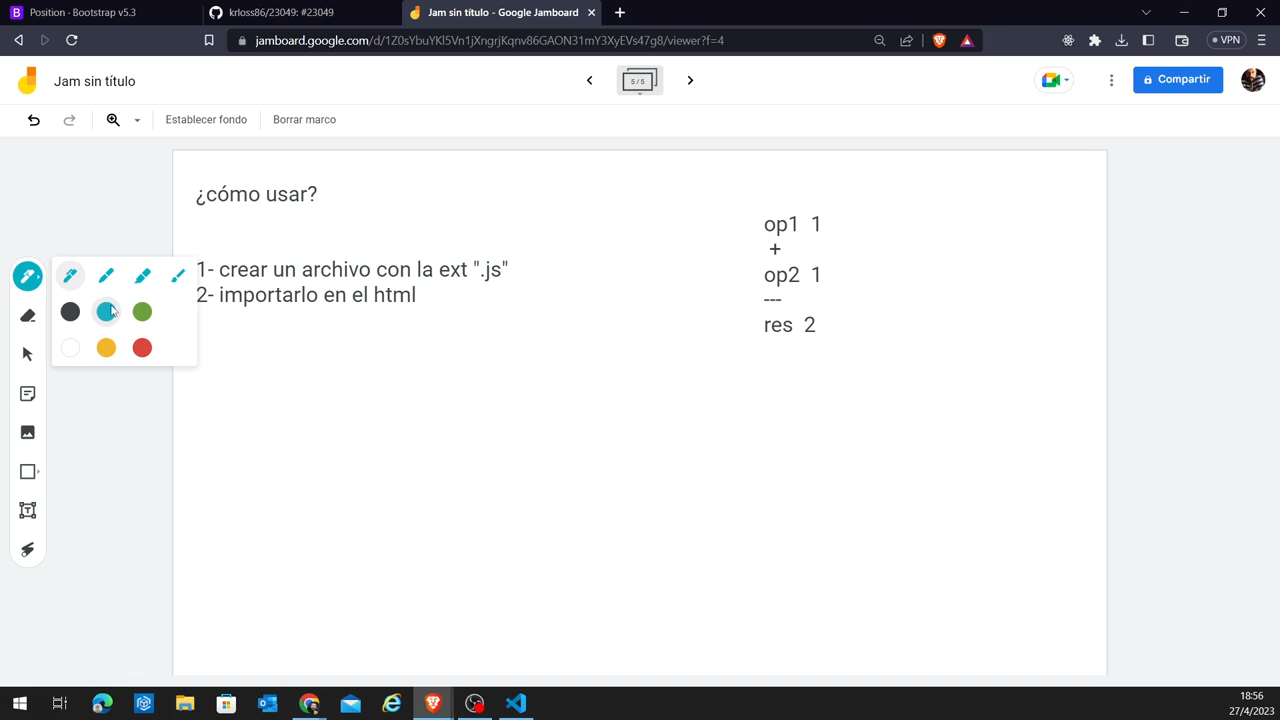 Position - Bootstrap v5.3
krloss86/23049: #23049
Jam sin título - Google Jamboard
jamboard.google.com/d/1Z0sYbuYKl5Vn1jXngrjKqnv86GAON31mY3XyEVs47g8/viewer?f=4
VPN
Jam sin título
5 / 5
Compartir
Establecer fondo
Borrar marco
¿cómo usar?
op1 1
+
1- crear un archivo con la ext ".js"
op2 1
2- importarlo en el html
---
res 2
18:56
27/4/2023